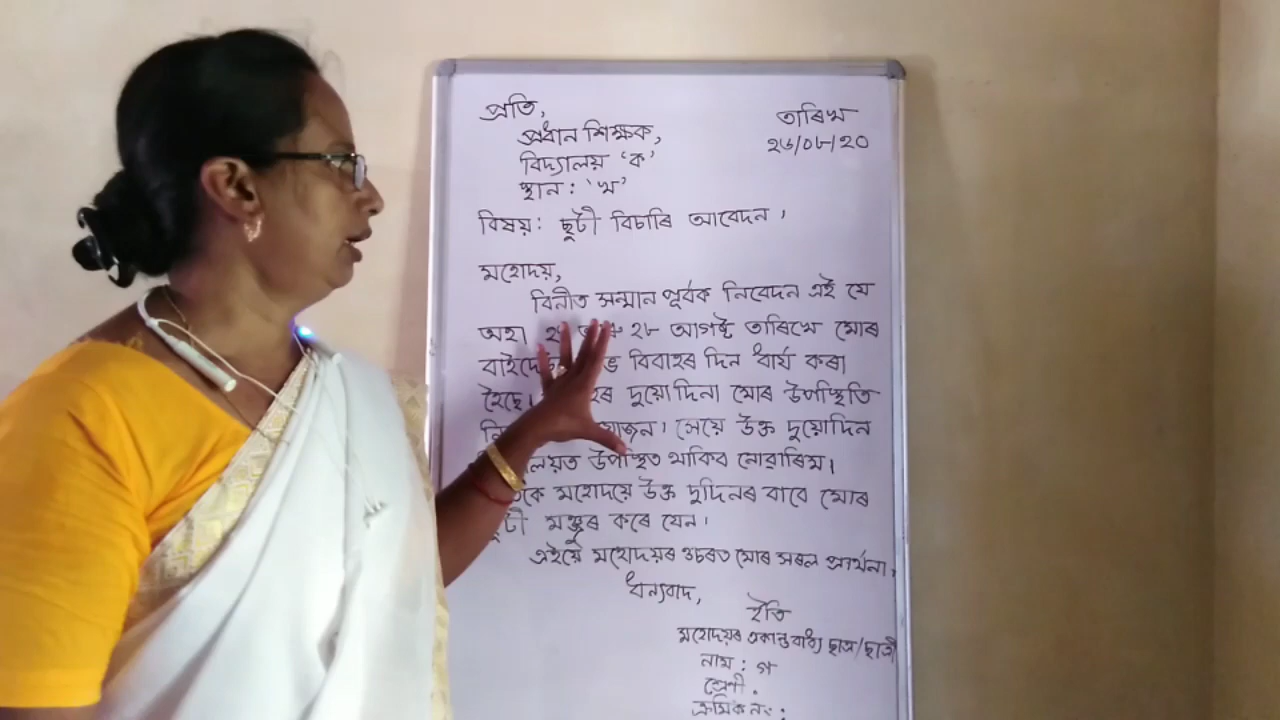 প্ৰতি,
তাৰিখ
প্ৰধান শিক্ষক,
২৬/০৮/২০
বিদ্যালয় ‘ক’
স্থান : ‘খ’
বিষয়: ছুটী বিচাৰি আবেদন ।
মহোদয়,
বিনীত সন্মান পূৰ্বক নিবেদন এই যে
অহা ২৮ আগষ্ট তাৰিখে মোৰ
বিবাহৰ দিন ধাৰ্য কৰা
হৈছে। দুয়োদিনা মোৰ উপস্থিতি
সেয়ে উক্ত দুয়োদিন
উপস্থিত থাকিব নোৱাৰিম।
মহোদয়ে উক্ত দুদিনৰ বাবে মোৰ
মঞ্জুৰ কৰে যেন।
এইয়ে মহোদয়ৰ ওচৰত মোৰ সৰল প্ৰাৰ্থনা।
ধন্যবাদ,
ইতি
মহোদয়ৰ একান্ত বাধ্য ছাত্ৰ/ছাত্ৰী
নাম : গ
শ্ৰেণী .
ক্ৰমিক নং :